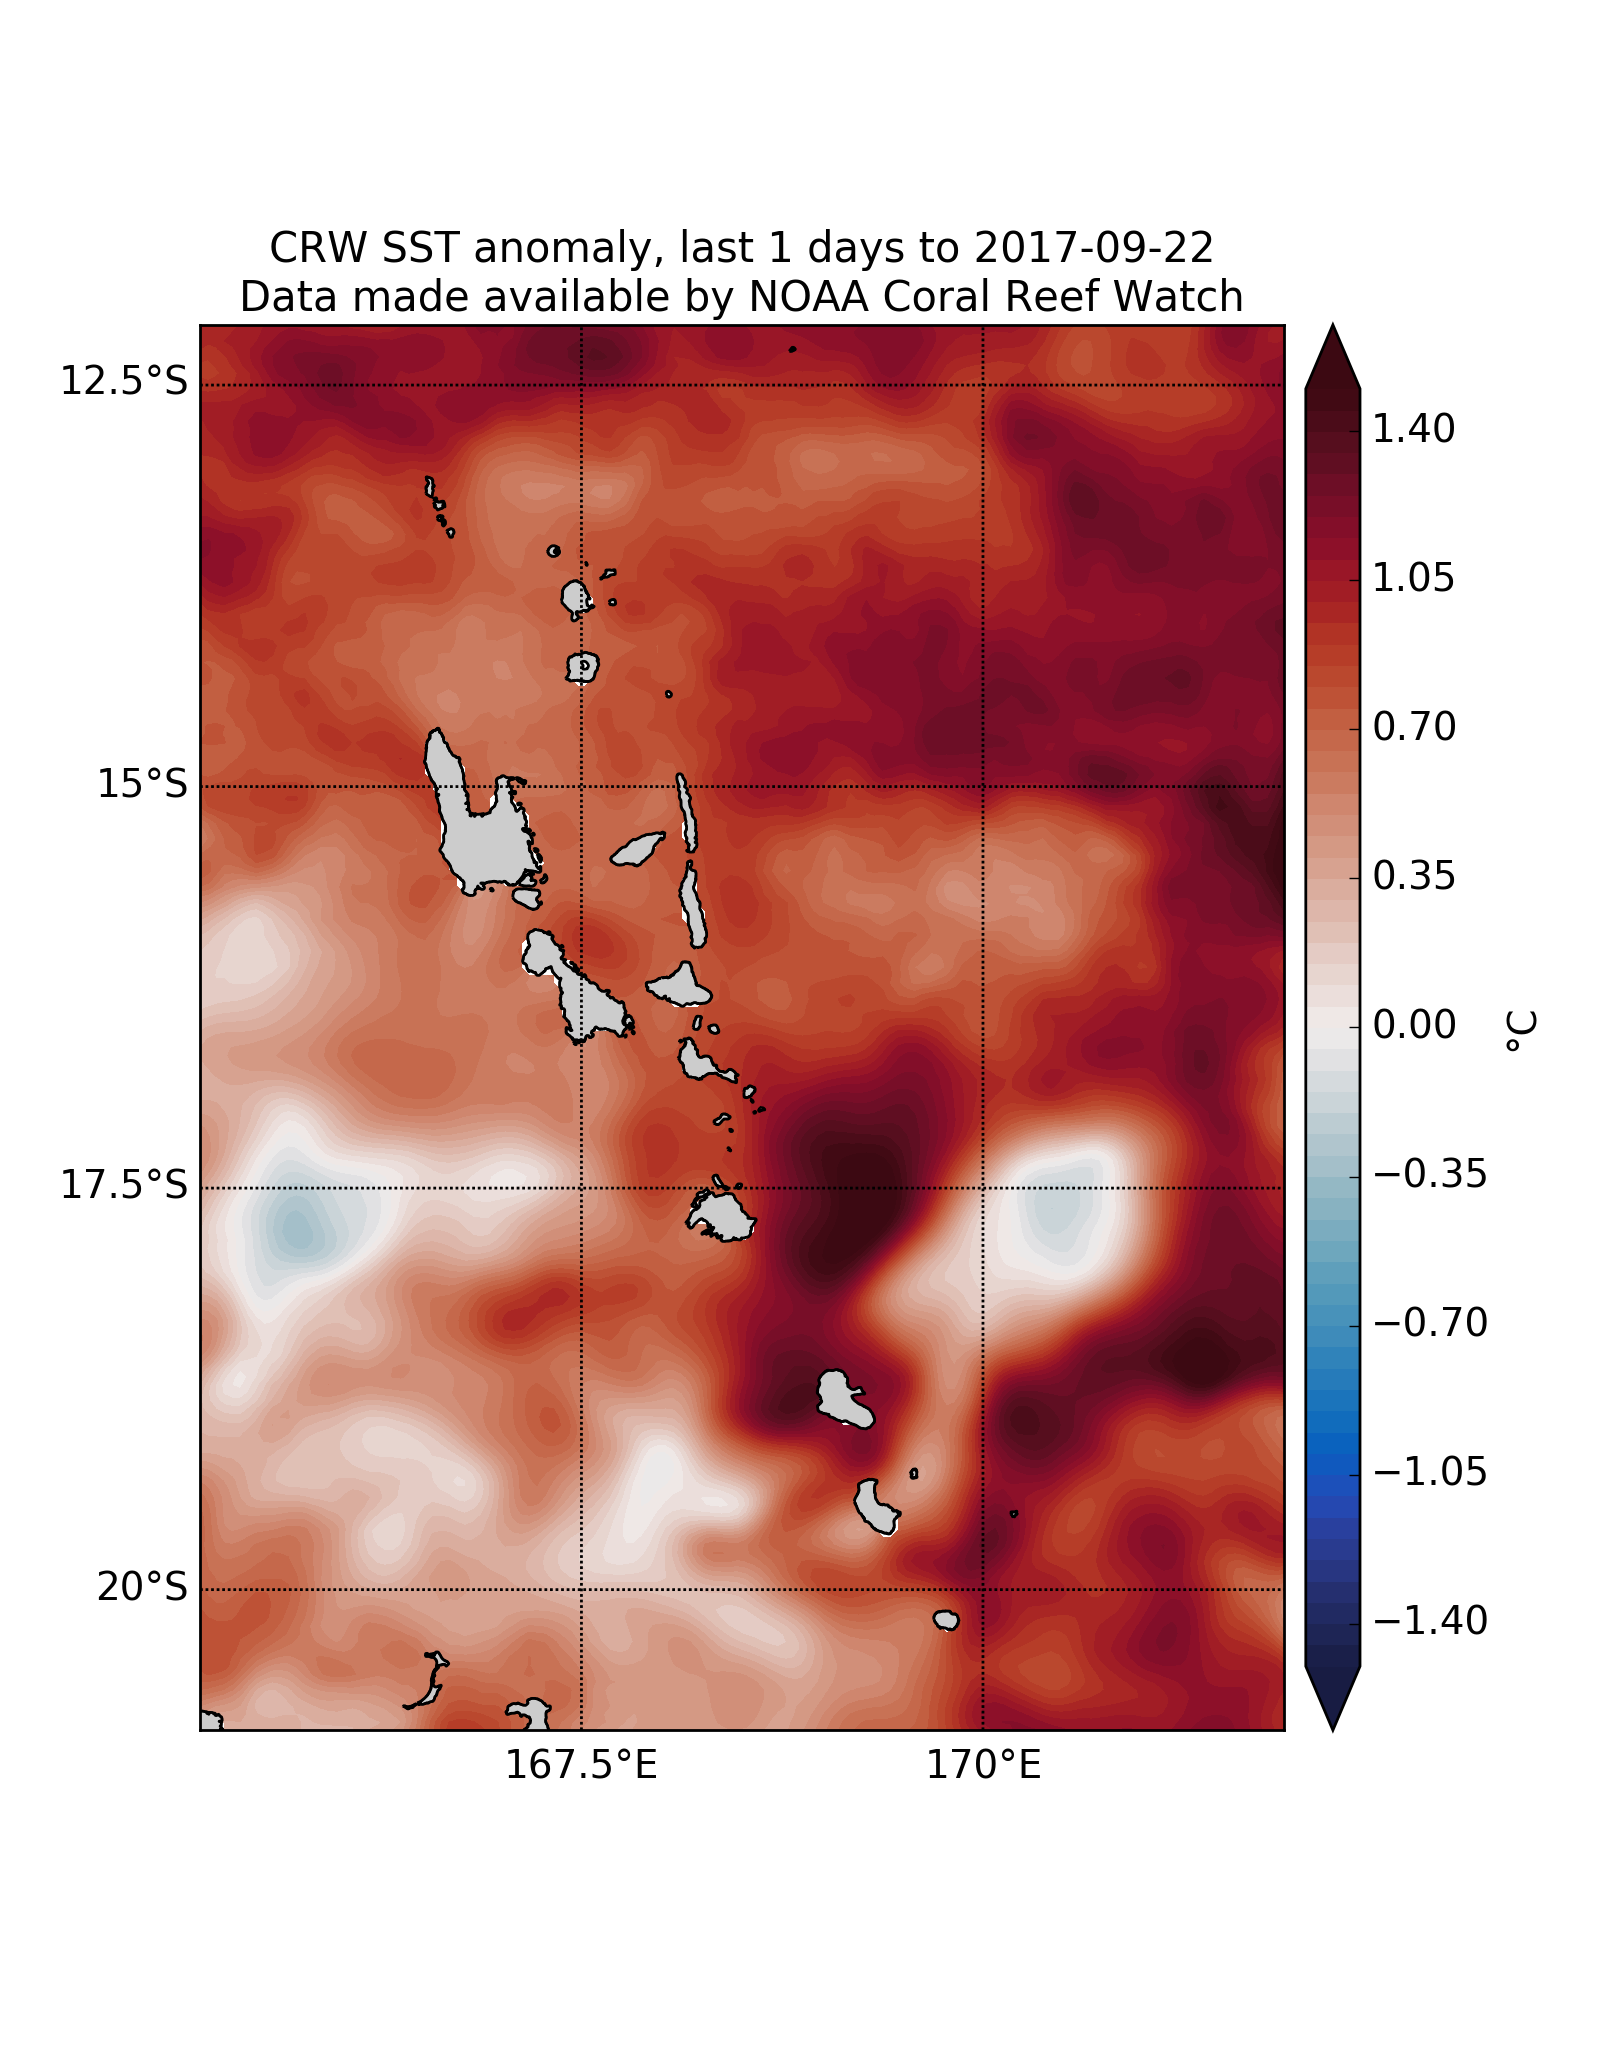 CRW SST anomaly, last 1 days to 2017-09-22
Data made available by NOAA Coral Reef Watch
12.5°S
15°S
17.5°S
20°S
167.5°E
170°E
1.40
1.05
0.70
0.35
0.00
−0.35
−0.70
−1.05
−1.40
°C